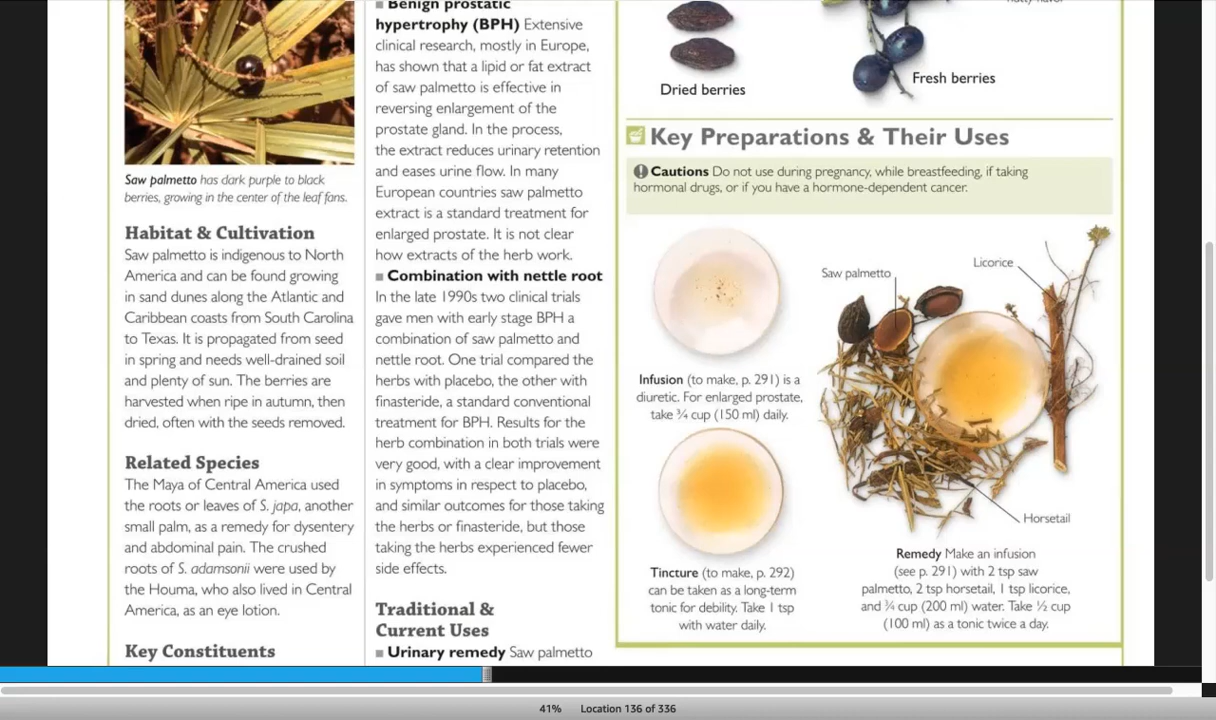 Saw palmetto has dark purple to black
berries, growing in the center of the leaf fans.
Habitat & Cultivation
Saw palmetto is indigenous to North
America and can be found growing
in sand dunes along the Atlantic and
Caribbean coasts from South Carolina
to Texas. It is propagated from seed
in spring and needs well-drained soil
and plenty of sun. The berries are
harvested when ripe in autumn, then
dried, often with the seeds removed.
Related Species
The Maya of Central America used
the roots or leaves of S. japa, another
small palm, as a remedy for dysentery
and abdominal pain. The crushed
roots of S. adamsonii were used by
the Houma, who also lived in Central
America, as an eye lotion.
Key Constituents
■ Benign prostatic
hypertrophy (BPH) Extensive
clinical research, mostly in Europe,
has shown that a lipid or fat extract
of saw palmetto is effective in
reversing enlargement of the
prostate gland. In the process,
the extract reduces urinary retention
and eases urine flow. In many
European countries saw palmetto
extract is a standard treatment for
enlarged prostate. It is not clear
how extracts of the herb work.
■ Combination with nettle root
In the late 1990s two clinical trials
gave men with early stage BPH a
combination of saw palmetto and
nettle root. One trial compared the
herbs with placebo, the other with
finasteride, a standard conventional
treatment for BPH. Results for the
herb combination in both trials were
very good, with a clear improvement
in symptoms in respect to placebo,
and similar outcomes for those taking
the herbs or finasteride, but those
taking the herbs experienced fewer
side effects.
Traditional &
Current Uses
■ Urinary remedy Saw palmetto
Dried berries
Fresh berries
Key Preparations & Their Uses
Cautions Do not use during pregnancy, while breastfeeding, if taking
hormonal drugs, or if you have a hormone-dependent cancer.
Saw palmetto
Licorice
Infusion (to make, p. 291) is a
diuretic. For enlarged prostate,
take ¾ cup (150 ml) daily.
Horsetail
Tincture (to make, p. 292)
can be taken as a long-term
tonic for debility. Take 1 tsp
with water daily.
Remedy Make an infusion
(see p. 291) with 2 tsp saw
palmetto, 2 tsp horsetail, 1 tsp licorice,
and ¾ cup (200 ml) water. Take ½ cup
(100 ml) as a tonic twice a day.
41% Location 136 of 336